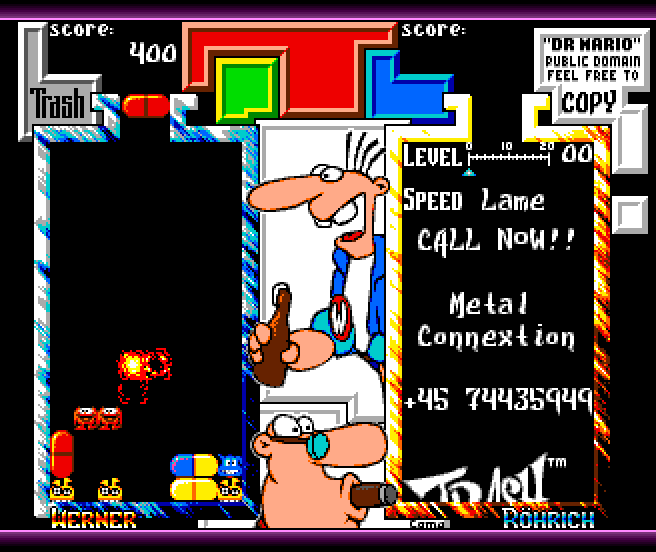 score:
400
Trash
score:
"DR MARIO"
PUBLIC DOMAIN
FEEL FREE TO
COPY
LEVEL 0 10 20 00
SPEED Lame
CALL NOW!!
Metal
Connextion
+45 74435949
TM
W
WERNER
RÖHRICH